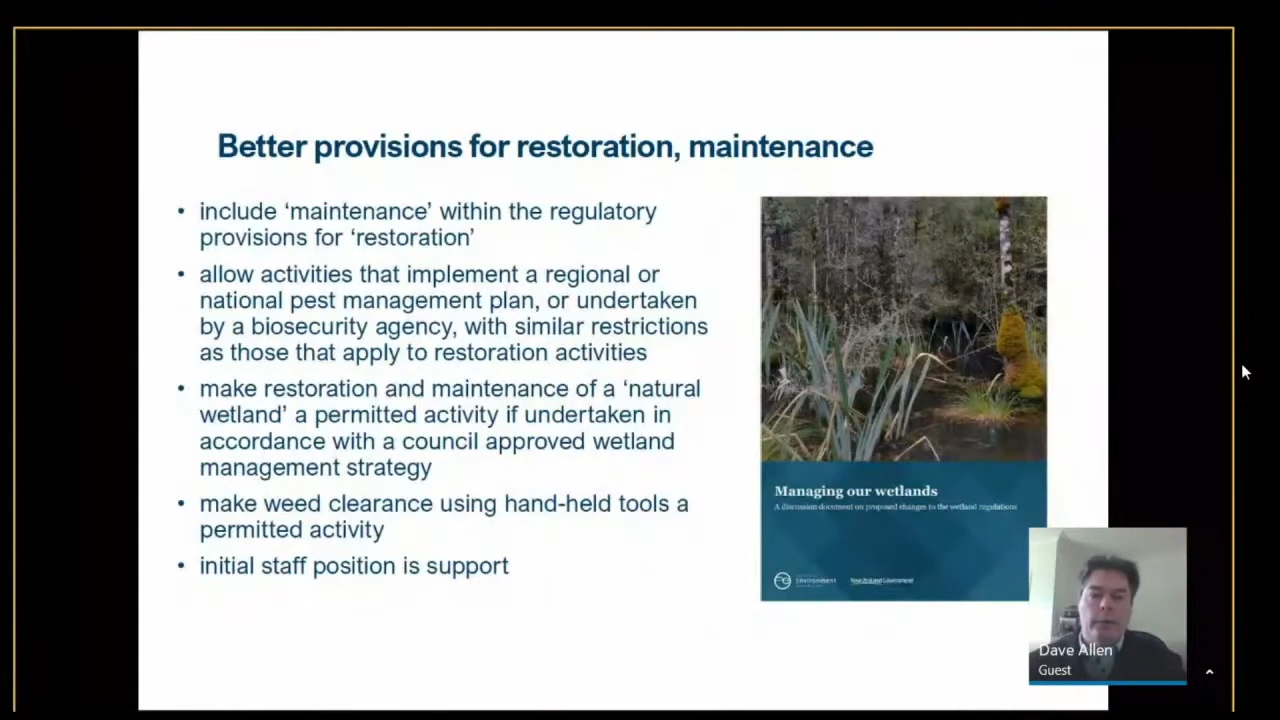 Better provisions for restoration, maintenance
• include ‘maintenance’ within the regulatory
provisions for ‘restoration’
• allow activities that implement a regional or
national pest management plan, or undertaken
by a biosecurity agency, with similar restrictions
as those that apply to restoration activities
• make restoration and maintenance of a ‘natural
wetland’ a permitted activity if undertaken in
accordance with a council approved wetland
management strategy
• make weed clearance using hand-held tools a
permitted activity
• initial staff position is support
Managing our wetlands
A discussion document on proposed changes to the wetland regulations
Environment
New Zealand Government
Dave Allen
Guest